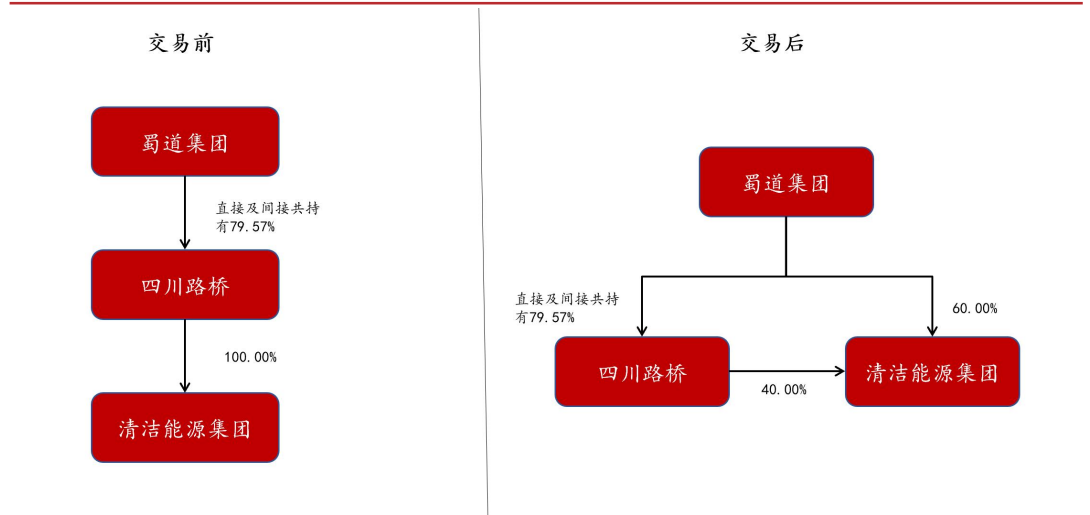 交易前
蜀道集团
直接及间接共持
有79.57%
四川路桥
100.00%
清洁能源集团
交易后
蜀道集团
直接及间接共持
有79.57%
60.00%
四川路桥
40.00%
清洁能源集团